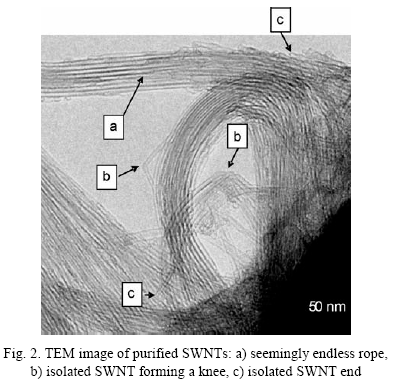 c
a
b
b
c
50 nm
Fig. 2. TEM image of purified SWNTs: a) seemingly endless rope,
b) isolated SWNT forming a knee, c) isolated SWNT end